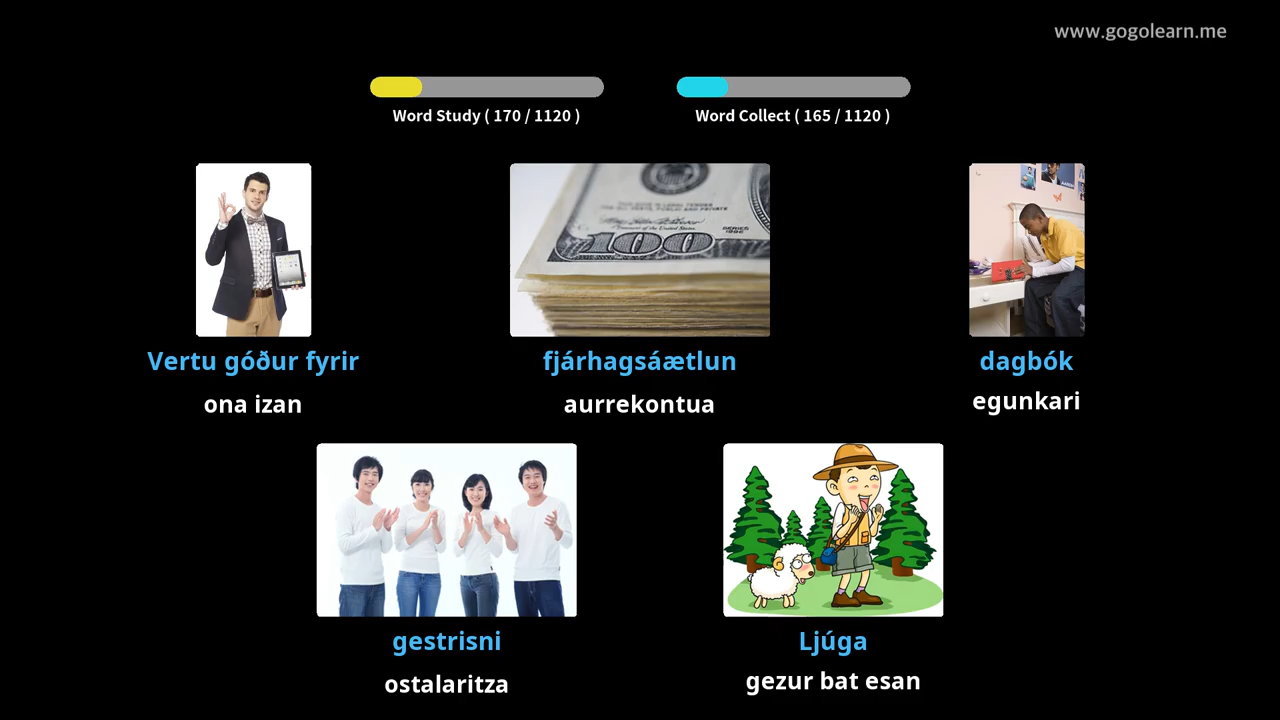 www.gogolearn.me
Word Study ( 170 / 1120 )
Word Collect ( 165 / 1120 )
100
Vertu góður fyrir
ona izan
fjárhagsáætlun
aurrekontua
dagbók
egunkari
gestrisni
ostalaritza
Ljúga
gezur bat esan